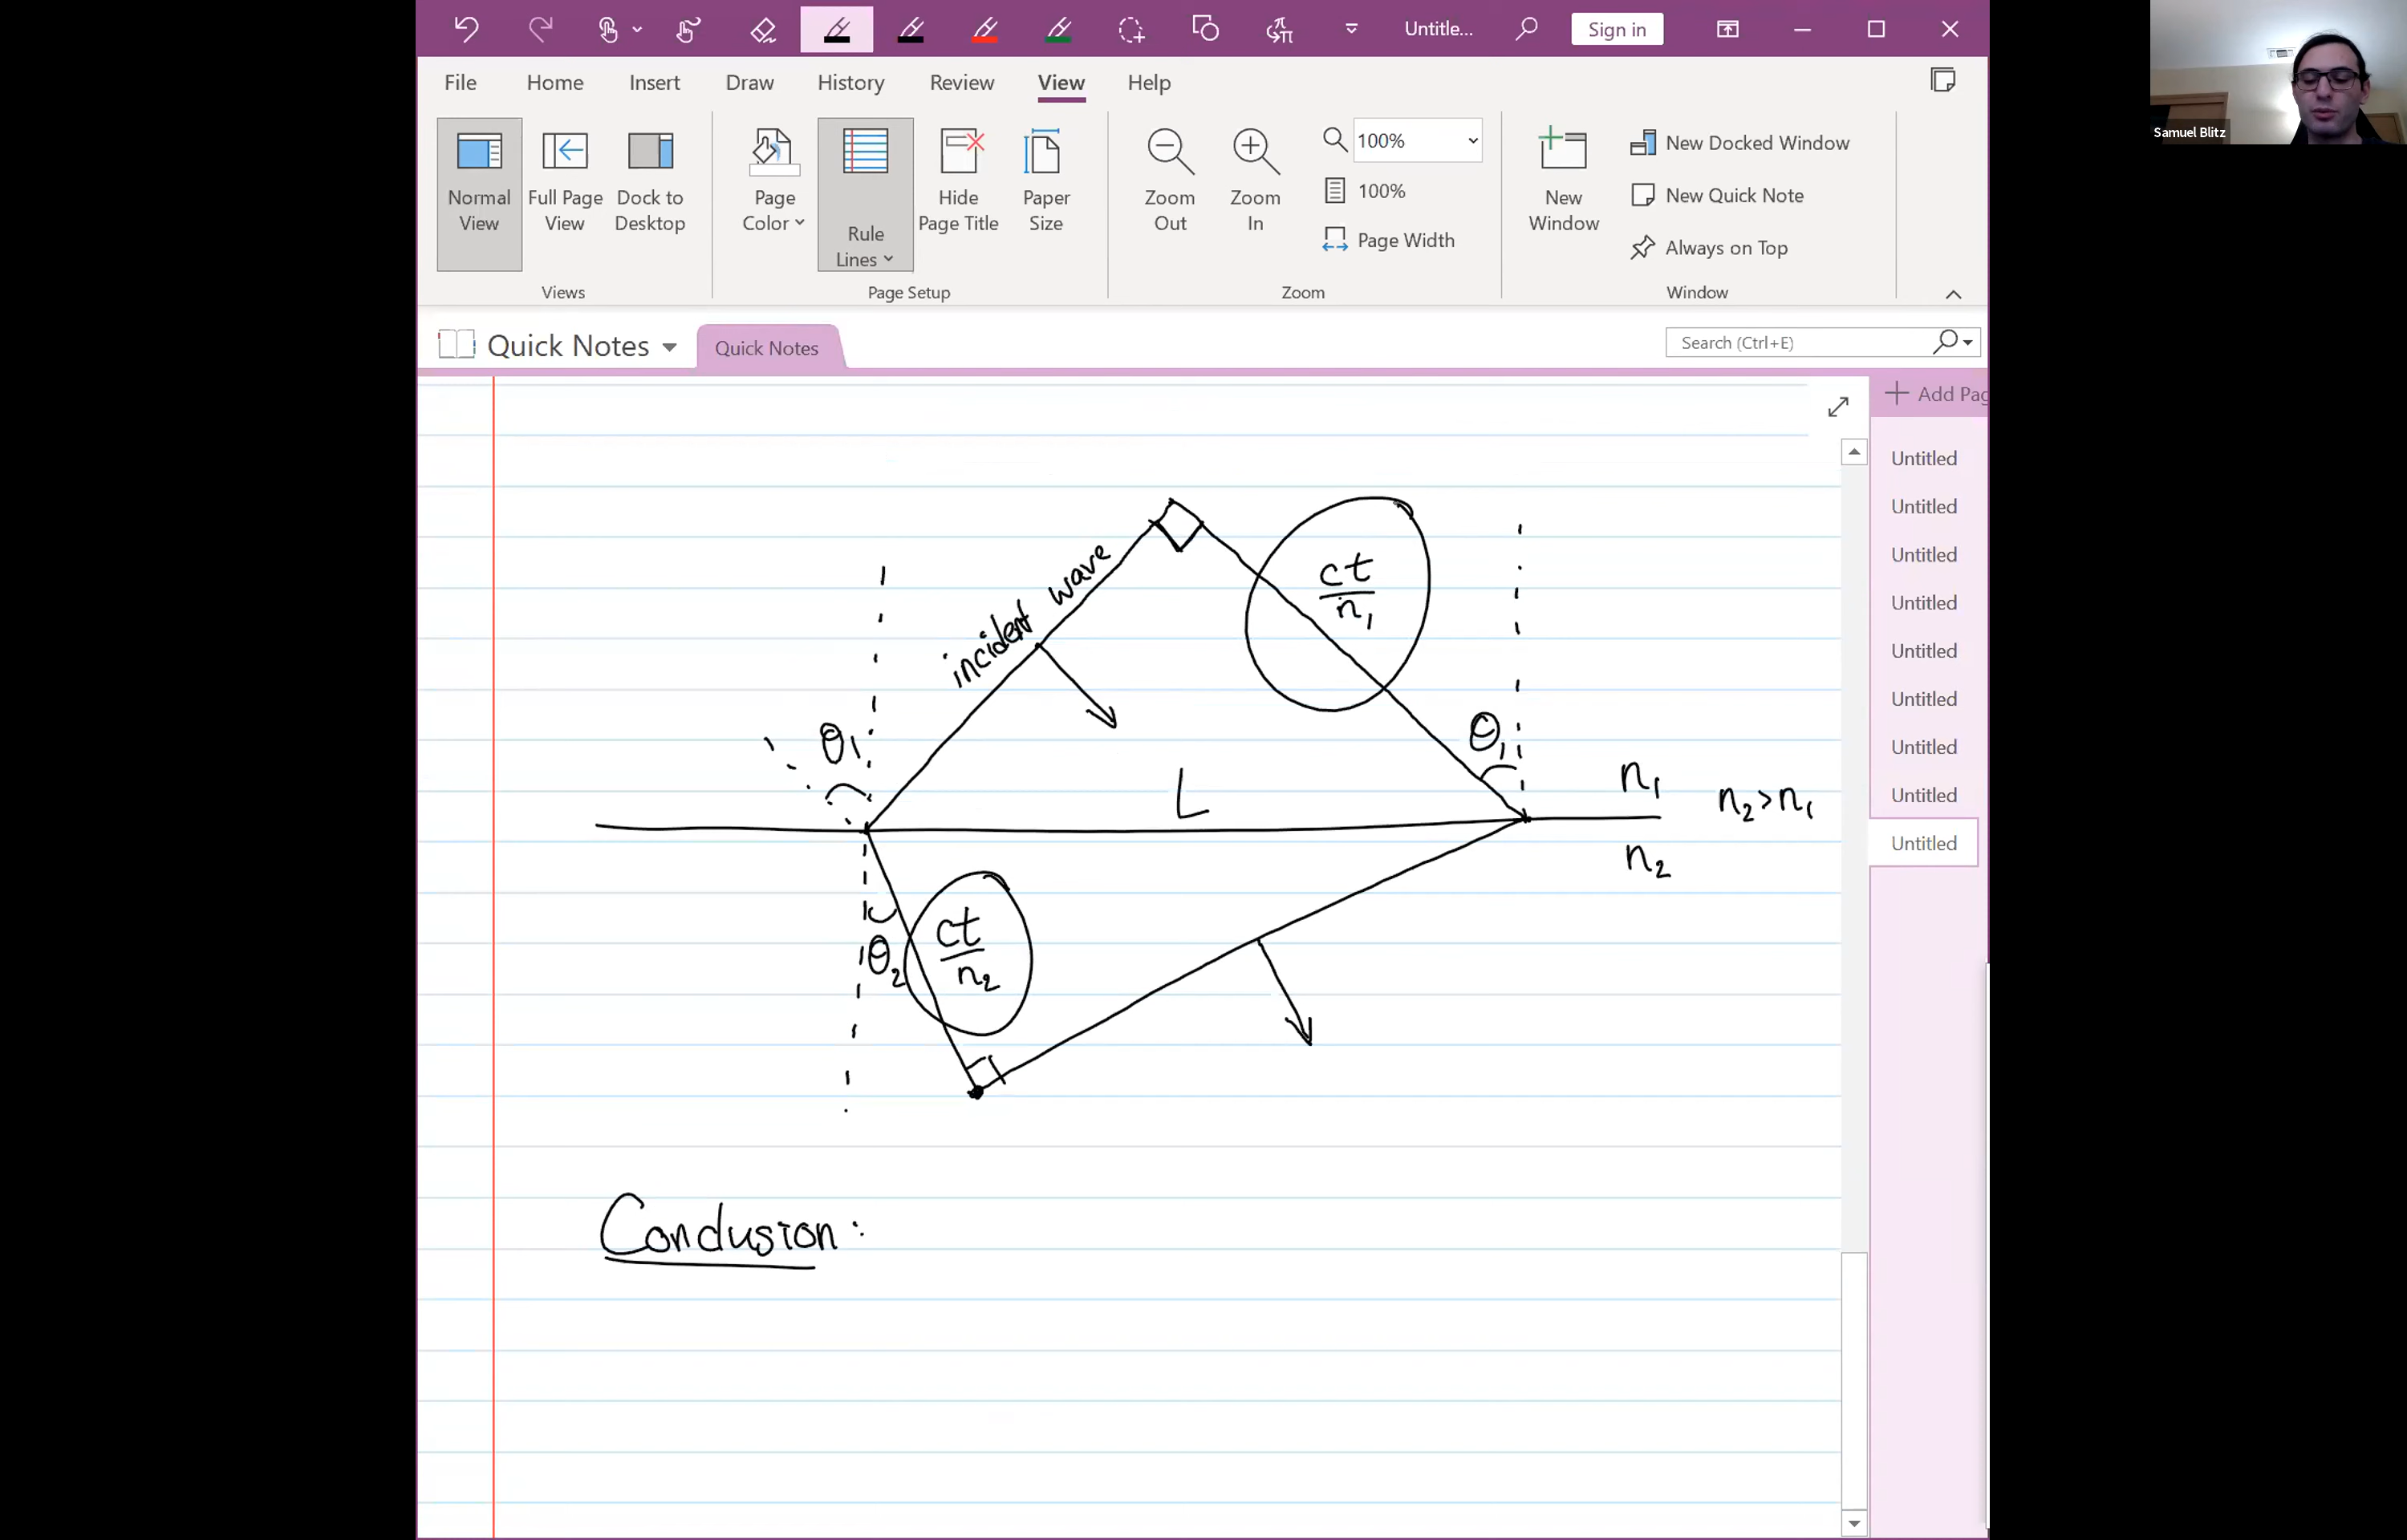 Untitle...
Sign in
Samuel Blitz
File Home Insert Draw History Review View Help
Normal View
Full Page View
Dock to Desktop
Views
Page Color
Rule Lines
Hide Page Title
Paper Size
Page Setup
Zoom Out
Zoom In
100%
100%
Page Width
Zoom
New Window
New Docked Window
New Quick Note
Always on Top
Window
Quick Notes
Quick Notes
Search (Ctrl+E)
Add Pag
Untitled
Untitled
Untitled
Untitled
Untitled
Untitled
Untitled
Untitled
Untitled
incident wave
ct
n₁
θ₁
θ₁
L
n₁
n₂>n₁
n₂
ct
n₂
θ₂
Conclusion: